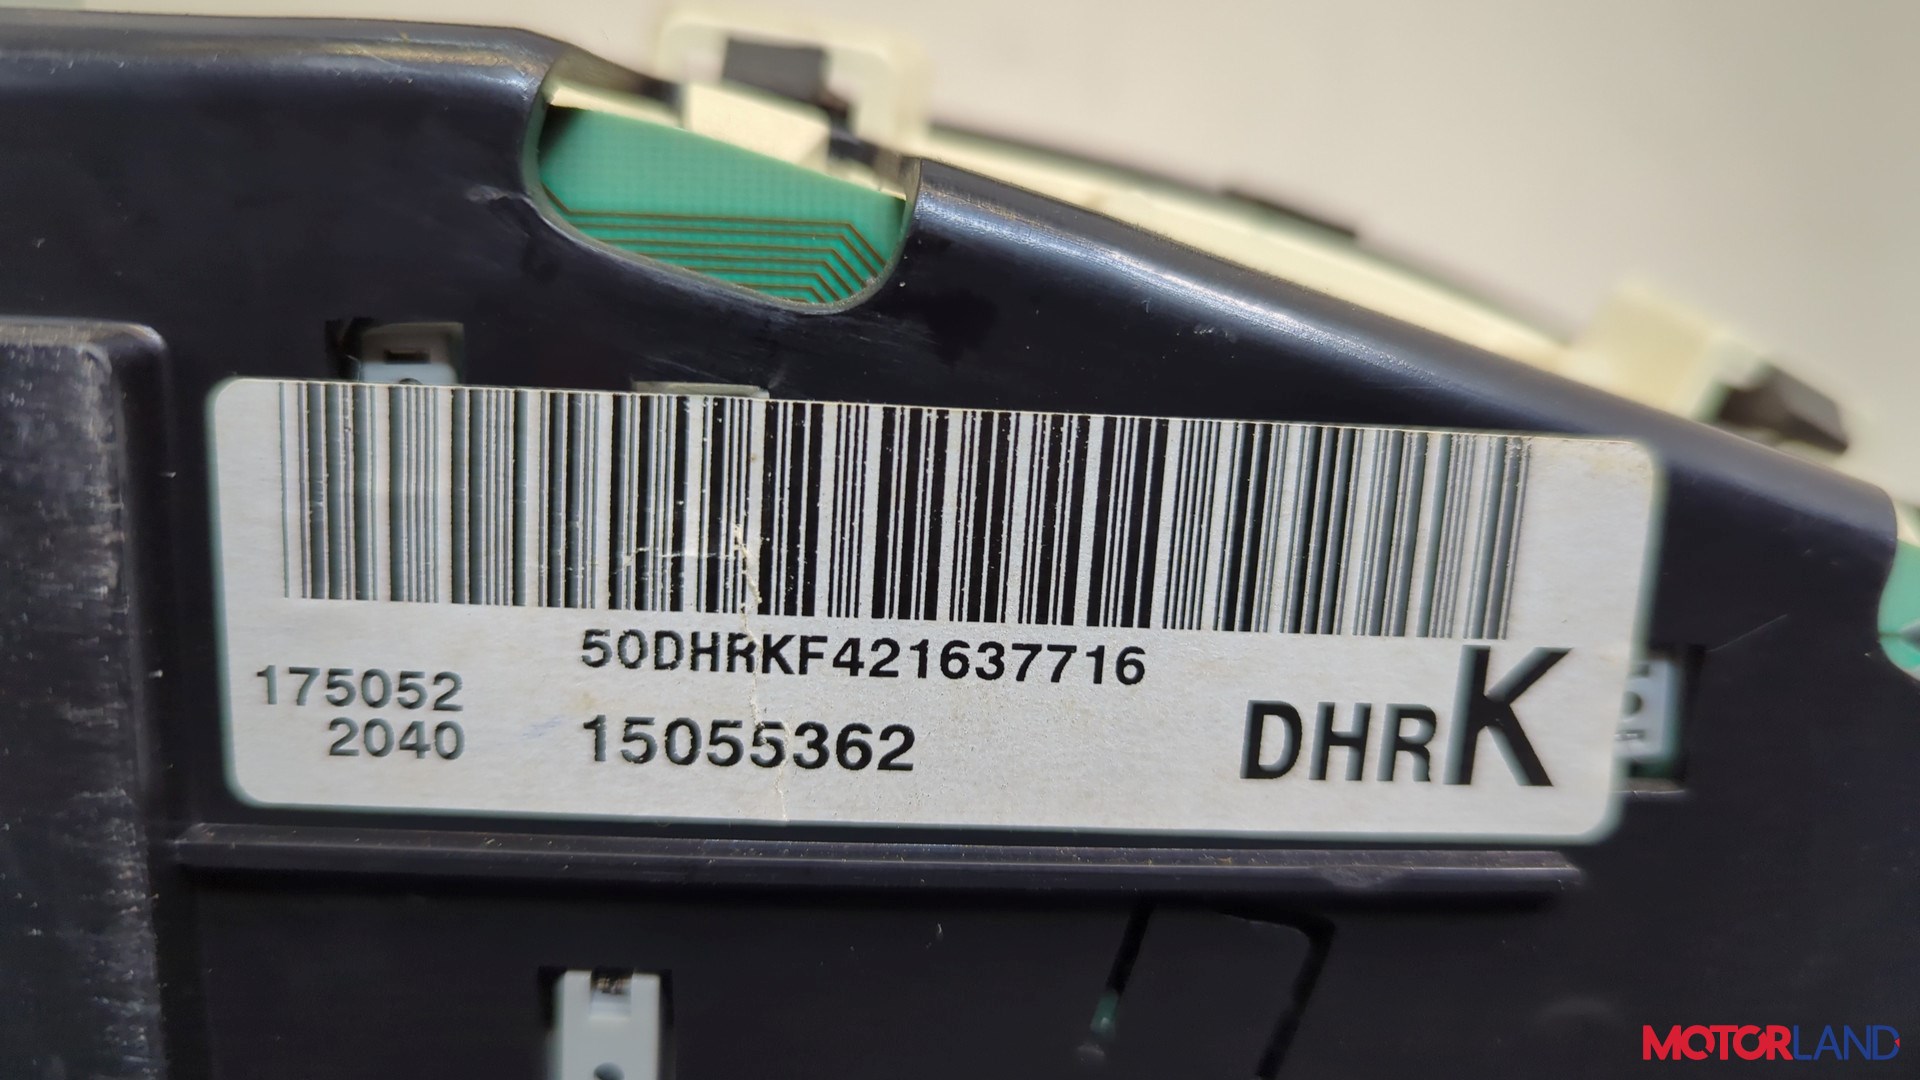 50DHRKF421637716
175052
2040
15055362
DHRK
MOTORLAND